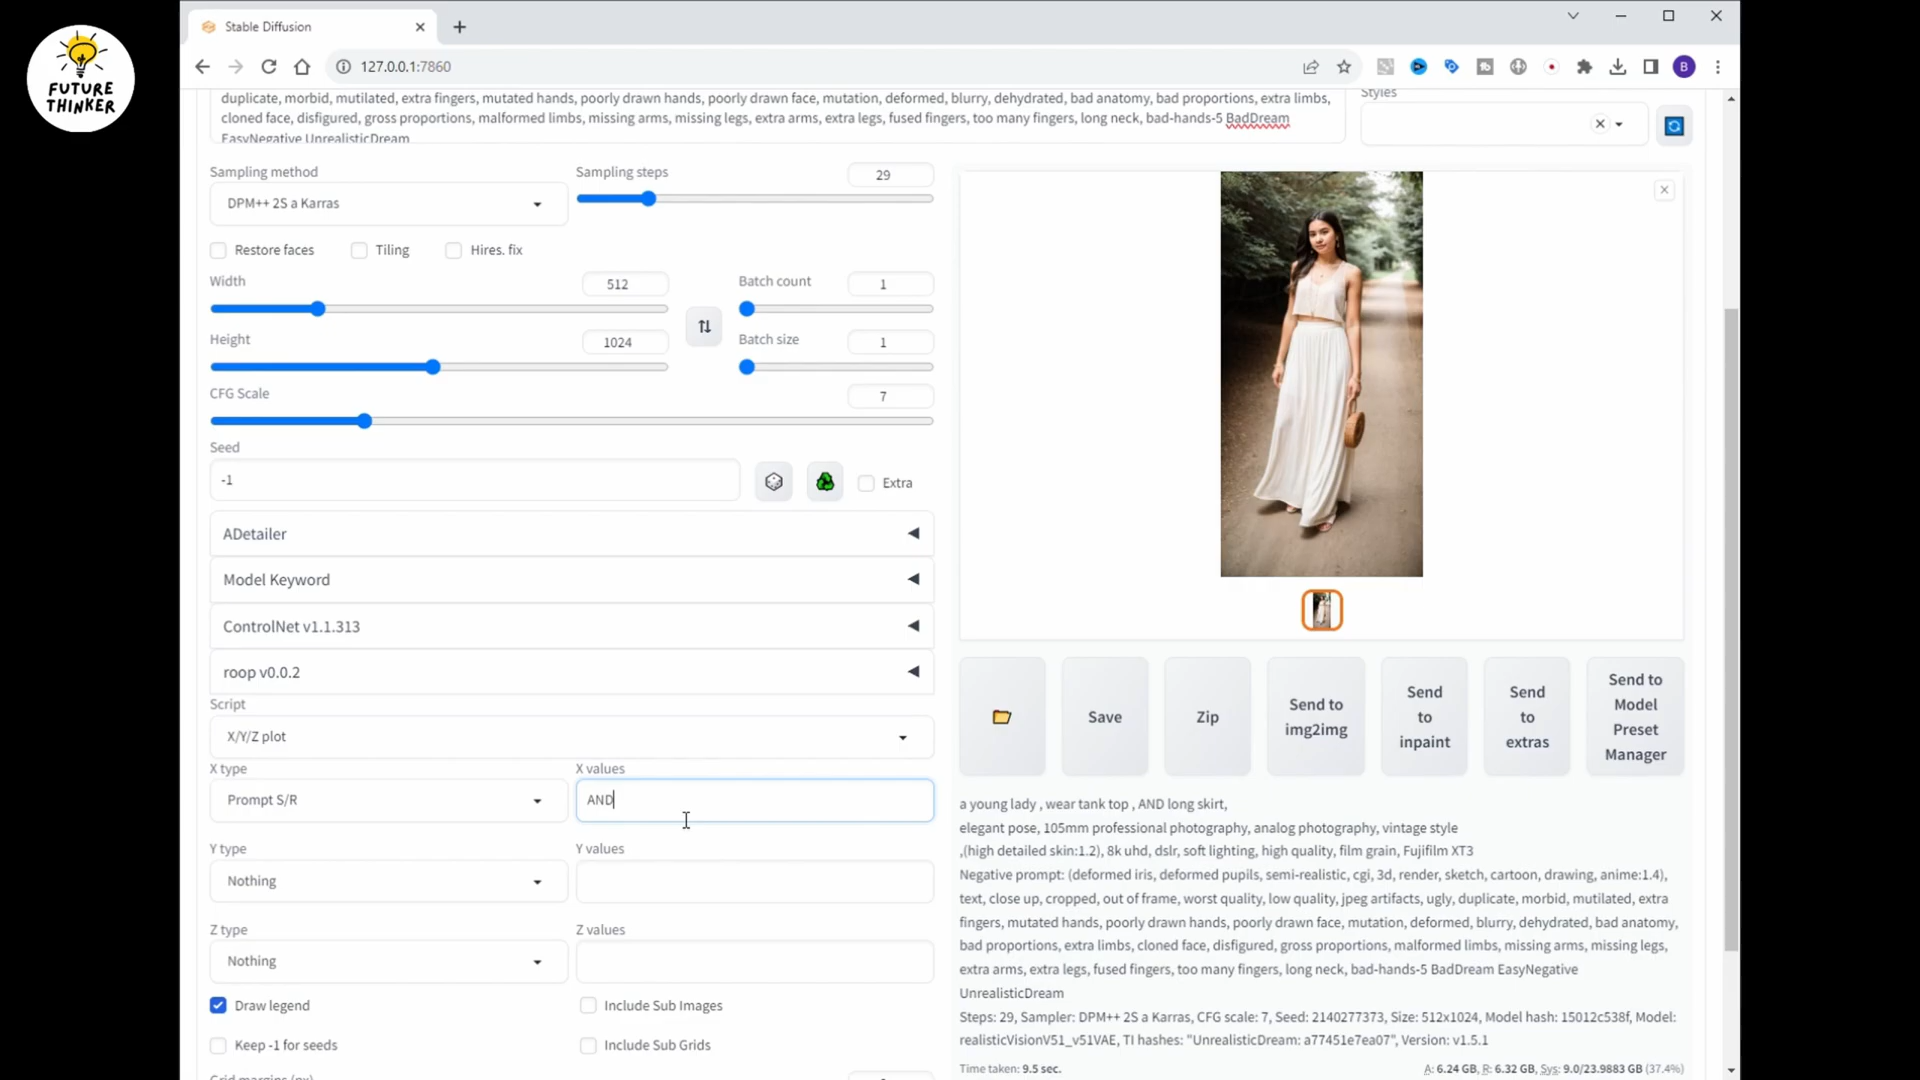 FUTURE
THINKER
Stable Diffusion
127.0.0.1:7860
B
duplicate, morbid, mutilated, extra fingers, mutated hands, poorly drawn hands, poorly drawn face, mutation, deformed, blurry, dehydrated, bad anatomy, bad proportions, extra limbs,
cloned face, disfigured, gross proportions, malformed limbs, missing arms, missing legs, extra arms, extra legs, fused fingers, too many fingers, long neck, bad-hands-5 BadDream
EasyNegative UnrealisticDream
Styles
Sampling method
Sampling steps
29
DPM++ 2S a Karras
Restore faces
Tiling
Hires. fix
Width
512
Batch count
1
Height
1024
Batch size
1
CFG Scale
7
Seed
-1
Extra
ADetailer
Model Keyword
ControlNet v1.1.313
roop v0.0.2
Script
X/Y/Z plot
X type
X values
Prompt S/R
AND
Y type
Y values
Nothing
Z type
Z values
Nothing
Draw legend
Include Sub Images
Keep -1 for seeds
Include Sub Grids
Grid margins (px)
Save
Zip
Send to
img2img
Send
to
inpaint
Send
to
extras
Send to
Model
Preset
Manager
a young lady , wear tank top , AND long skirt,
elegant pose, 105mm professional photography, analog photography, vintage style
,(high detailed skin:1.2), 8k uhd, dslr, soft lighting, high quality, film grain, Fujifilm XT3
Negative prompt: (deformed iris, deformed pupils, semi-realistic, cgi, 3d, render, sketch, cartoon, drawing, anime:1.4),
text, close up, cropped, out of frame, worst quality, low quality, jpeg artifacts, ugly, duplicate, morbid, mutilated, extra
fingers, mutated hands, poorly drawn hands, poorly drawn face, mutation, deformed, blurry, dehydrated, bad anatomy,
bad proportions, extra limbs, cloned face, disfigured, gross proportions, malformed limbs, missing arms, missing legs,
extra arms, extra legs, fused fingers, too many fingers, long neck, bad-hands-5 BadDream EasyNegative
UnrealisticDream
Steps: 29, Sampler: DPM++ 2S a Karras, CFG scale: 7, Seed: 2140277373, Size: 512x1024, Model hash: 15012c538f, Model:
realisticVisionV51_v51VAE, TI hashes: "UnrealisticDream: a77451e7ea07", Version: v1.5.1
Time taken: 9.5 sec.
A: 6.24 GB, R: 6.32 GB, Sys: 9.0/23.9883 GB (37.4%)